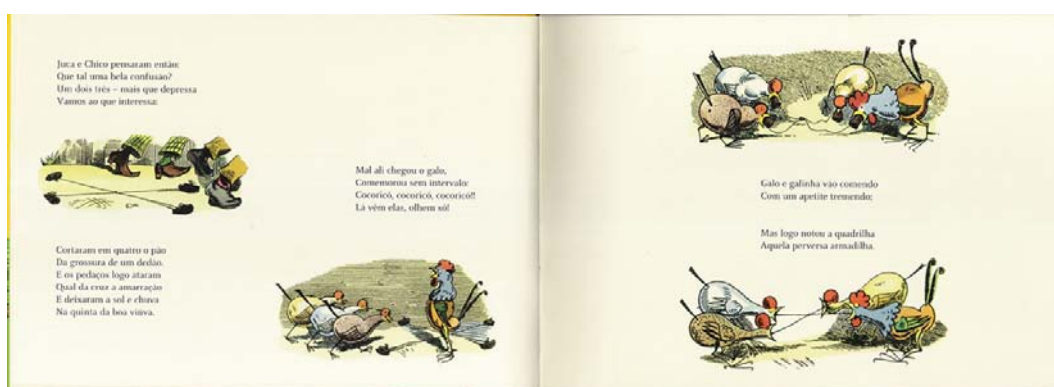 Juca e Chico pensaram então:
Que tal uma bela confusão?
Um dois três – mais que depressa
Vamos ao que interessa:
Cortaram em quatro o pão
Da grossura de um dedão.
E os pedaços logo ataram
Qual da cruz a amarração
E deixaram a sol e chuva
Na quinta da boa viúva.
Mal ali chegou o galo,
Comemorou sem intervalo:
Cocoricó, cocoricó, cocoricó!!
Lá vêm elas, olhem só!
Galo e galinha vão comendo
Com um apetite tremendo;
Mas logo notou a quadrilha
Aquela perversa armadilha.